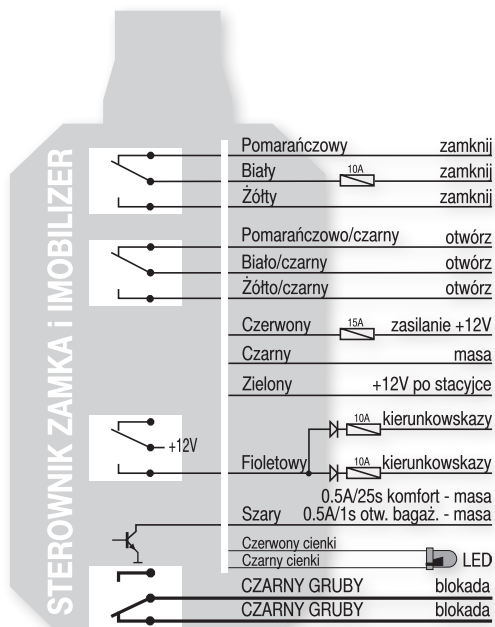 STEROWNIK ZAMKA i IMOBILIZER
Pomarańczowy zamknij
Biały 10A zamknij
Żółty zamknij
Pomarańczowo/czarny otwórz
Biało/czarny otwórz
Żółto/czarny otwórz
Czerwony 15A zasilanie +12V
Czarny masa
Zielony +12V po stacyjce
10A kierunkowskazy
+12V
Fioletowy 10A kierunkowskazy
0.5A/25s komfort - masa
Szary 0.5A/1s otw. bagaż. - masa
Czerwony cienki
Czarny cienki LED
CZARNY GRUBY blokada
CZARNY GRUBY blokada